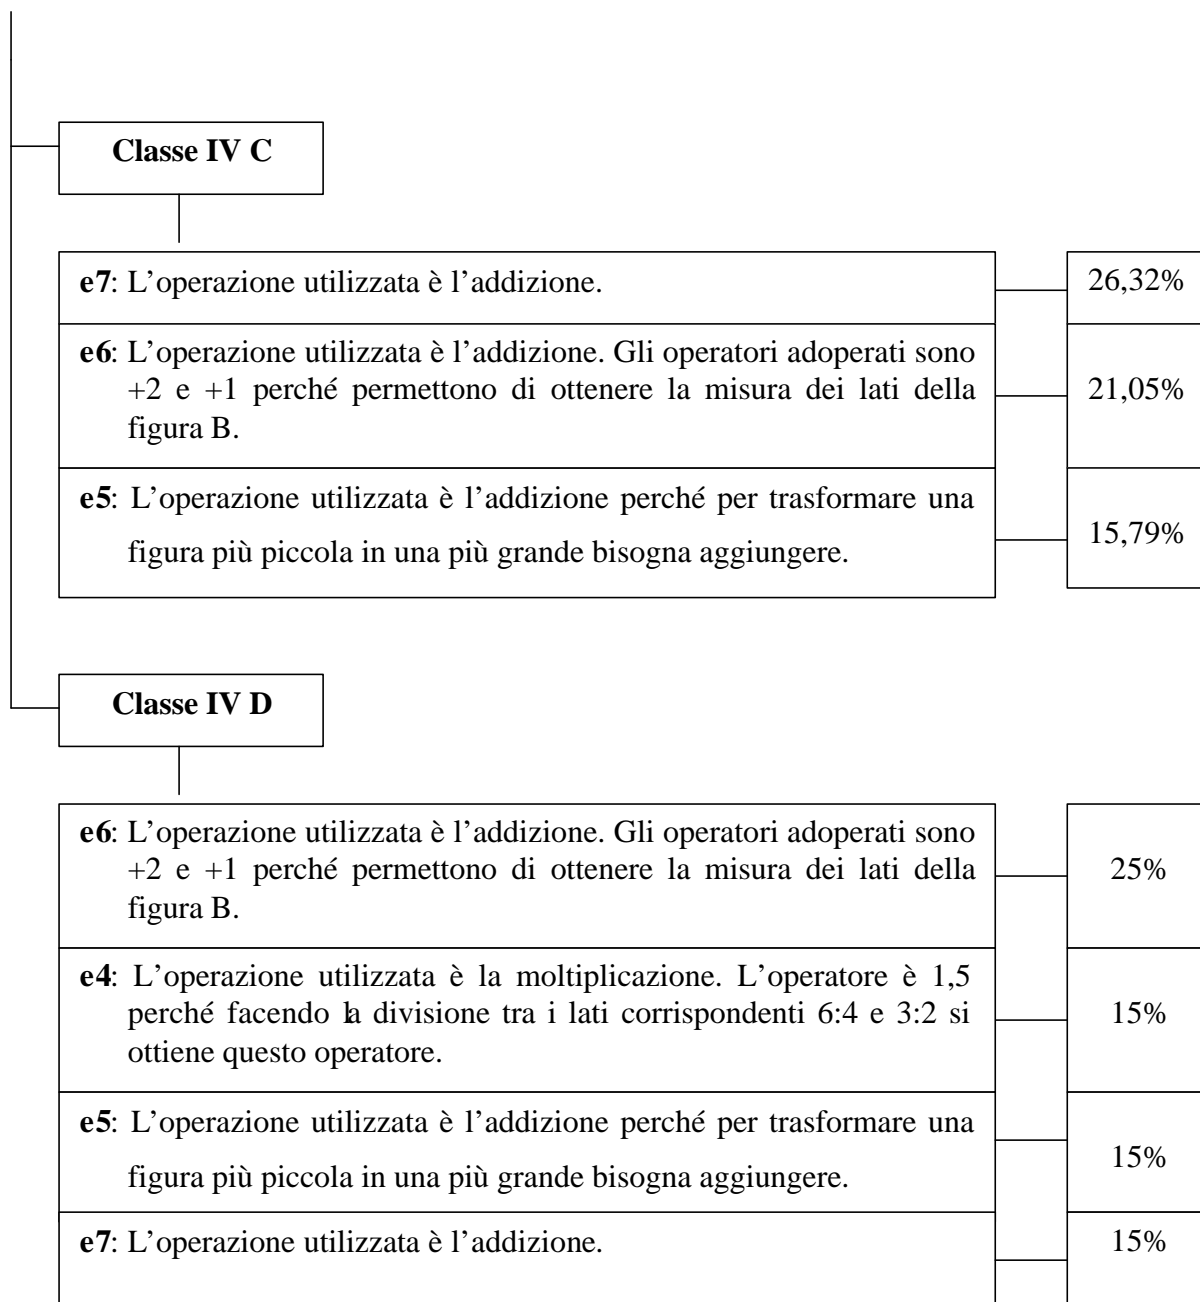 Classe IV C
e7: L’operazione utilizzata è l’addizione.
26,32%
e6: L’operazione utilizzata è l’addizione. Gli operatori adoperati sono
+2 e +1 perché permettono di ottenere la misura dei lati della
figura B.
21,05%
e5: L’operazione utilizzata è l’addizione perché per trasformare una
figura più piccola in una più grande bisogna aggiungere.
15,79%
Classe IV D
e6: L’operazione utilizzata è l’addizione. Gli operatori adoperati sono
+2 e +1 perché permettono di ottenere la misura dei lati della
figura B.
25%
e4: L’operazione utilizzata è la moltiplicazione. L’operatore è 1,5
perché facendo la divisione tra i lati corrispondenti 6:4 e 3:2 si
ottiene questo operatore.
15%
e5: L’operazione utilizzata è l’addizione perché per trasformare una
figura più piccola in una più grande bisogna aggiungere.
15%
e7: L’operazione utilizzata è l’addizione.
15%